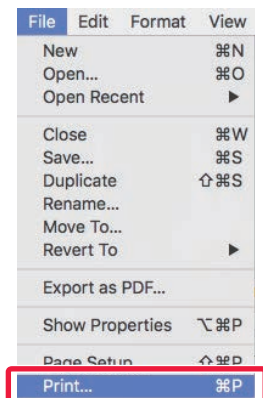 File Edit Format View
New ⌘N
Open... ⌘O
Open Recent ▶
Close ⌘W
Save... ⌘S
Duplicate ⇧⌘S
Rename...
Move To...
Revert To ▶
Export as PDF...
Show Properties ⌥⌘P
Page Setup ⇧⌘P
Print... ⌘P